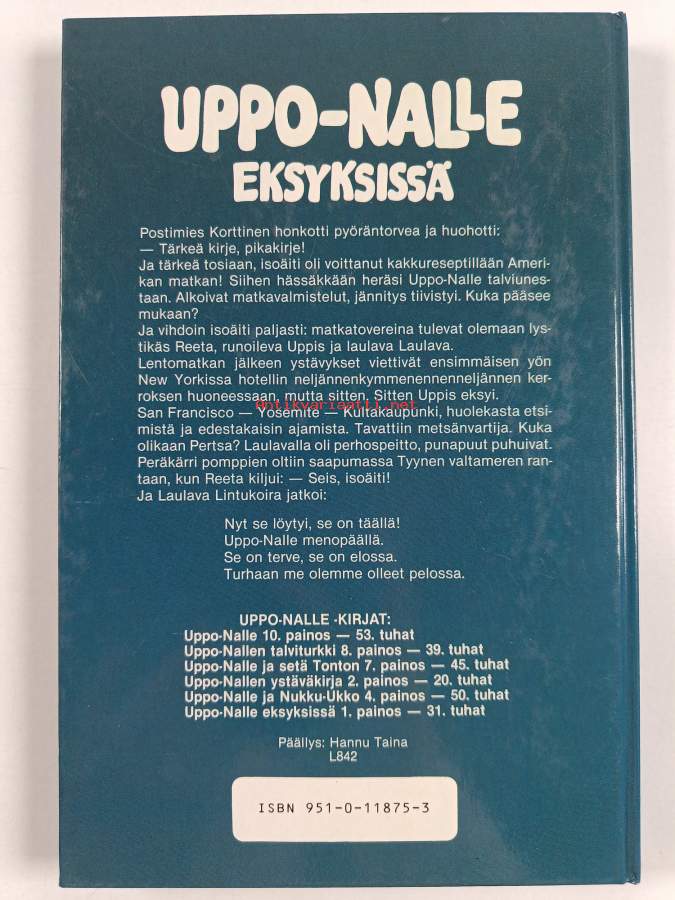 UPPO-NALLE
EKSYKSISSÄ
Postimies Korttinen honkotti pyöräntorvea ja huohotti:
— Tärkeä kirje, pikakirje!
Ja tärkeä tosiaan, isoäiti oli voittanut kakkureseptillään Ameri-
kan matkan! Siihen hässäkkään heräsi Uppo-Nalle talviunes-
taan. Alkoivat matkavalmistelut, jännitys tiivistyi. Kuka pääsee
mukaan?
Ja vihdoin isoäiti paljasti: matkatovereina tulevat olemaan lys-
tikäs Reeta, runoileva Uppis ja laulava Laulava.
Lentomatkan jälkeen ystävykset viettivät ensimmäisen yön
New Yorkissa hotellin neljännenkymmenennenneljännen ker-
roksen huoneessaan, mutta sitten. Sitten Uppis eksyi.
Antikvariaatti.net
San Francisco — Yosemite — Kultakaupunki, huolekasta etsi-
mistä ja edestakaisin ajamista. Tavattiin metsänvartija. Kuka
olikaan Pertsa? Laulavalla oli perhospeitto, punapuut puhuivat.
Peräkärri pomppien oltiin saapumassa Tyynen valtameren ran-
taan, kun Reeta kiljui: — Seis, isoäiti!
Ja Laulava Lintukoira jatkoi:
Nyt se löytyi, se on täällä!
Uppo-Nalle menopäällä.
Se on terve, se on elossa.
Turhaan me olemme olleet pelossa.
UPPO-NALLE -KIRJAT:
Uppo-Nalle 10. painos — 53. tuhat
Uppo-Nallen talviturkki 8. painos — 39. tuhat
Uppo-Nalle ja setä Tonton 7. painos — 45. tuhat
Uppo-Nallen ystäväkirja 2. painos — 20. tuhat
Uppo-Nalle ja Nukku-Ukko 4. painos — 50. tuhat
Uppo-Nalle eksyksissä 1. painos — 31. tuhat
Päällys: Hannu Taina
L842
ISBN 951-0-11875-3